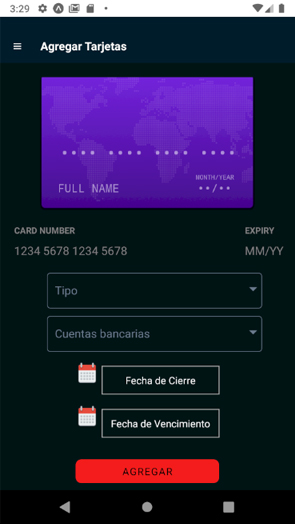 3:29
Agregar Tarjetas
•••• •••• •••• ••••
MONTH/YEAR
FULL NAME ••/••
CARD NUMBER EXPIRY
1234 5678 1234 5678 MM/YY
Tipo
Cuentas bancarias
Fecha de Cierre
Fecha de Vencimiento
AGREGAR